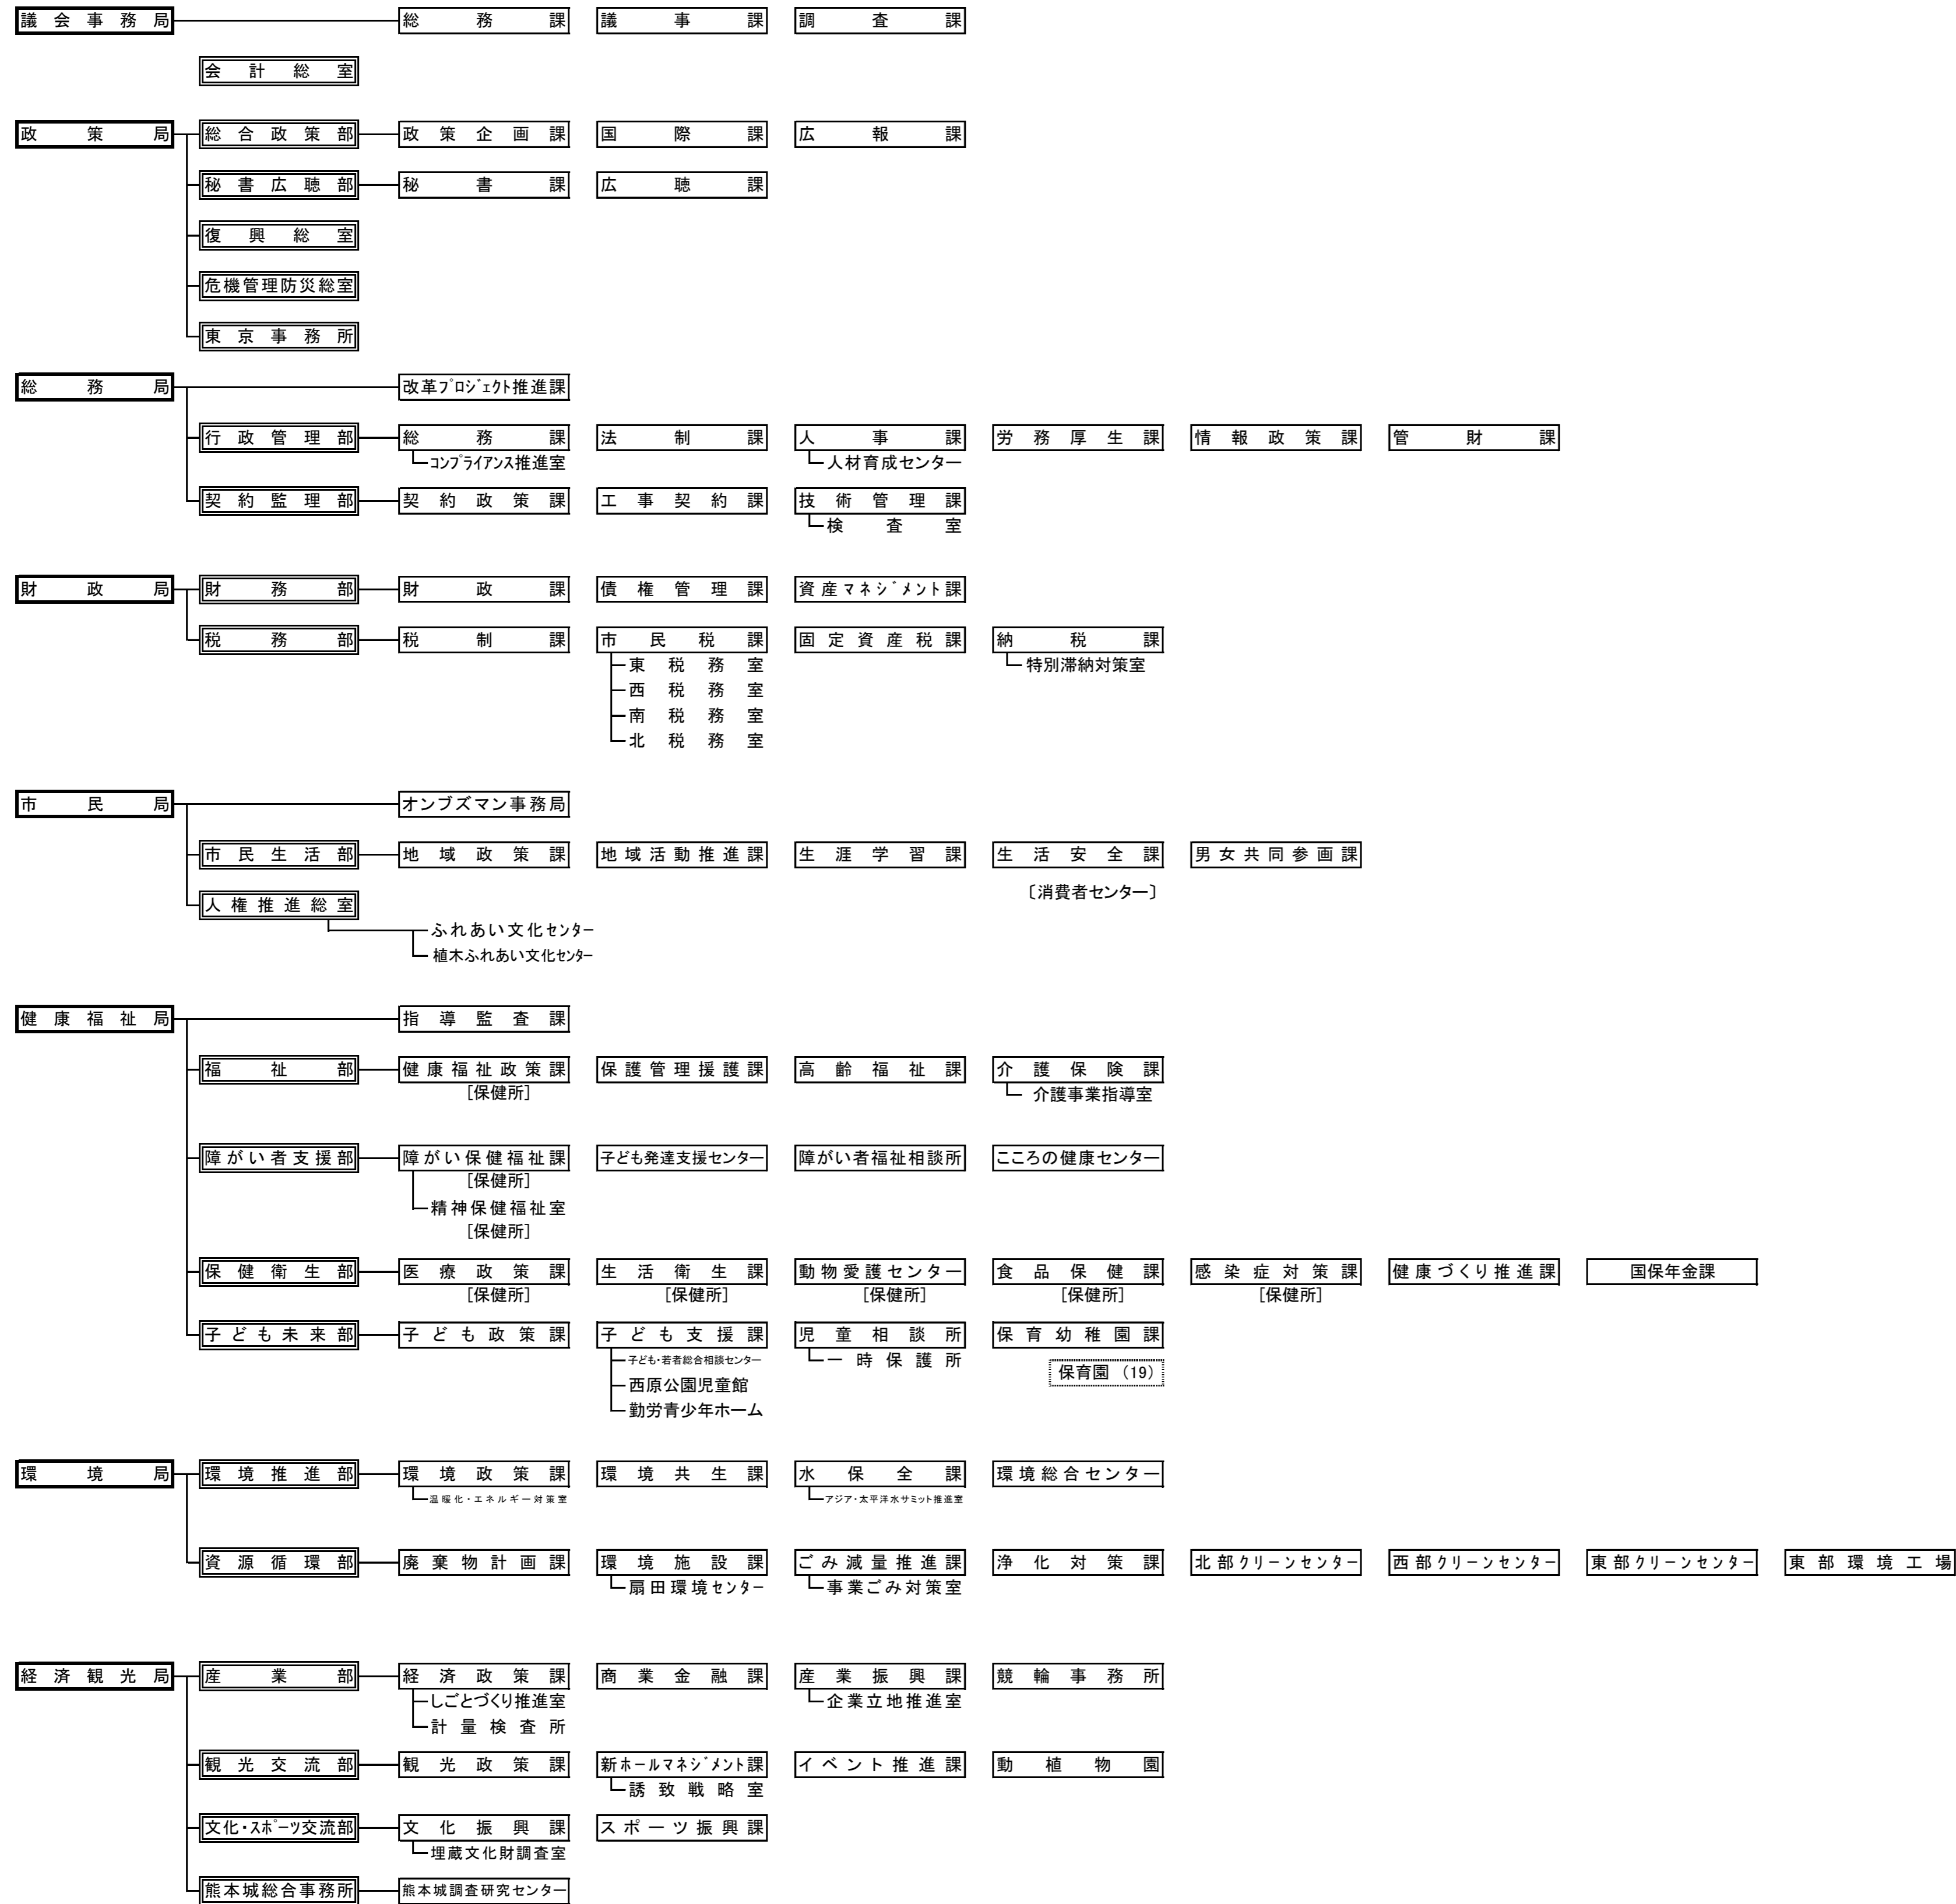 議会事務局 総務課 議事課 調査課
会計総室
政策局 総合政策部 政策企画課 国際課 広報課
秘書広聴部 秘書課 広聴課
復興総室
危機管理防災総室
東京事務所
総務局 改革プロジェクト推進課
行政管理部 総務課 法制課 人事課 労務厚生課 情報政策課 管財課
コンプライアンス推進室 人材育成センター
契約監理部 契約政策課 工事契約課 技術管理課
検査室
財政局 財務部 財政課 債権管理課 資産マネジメント課
税務部 税制課 市民税課 固定資産税課 納税課
東税務室 特別滞納対策室
西税務室
南税務室
北税務室
市民局 オンブズマン事務局
市民生活部 地域政策課 地域活動推進課 生涯学習課 生活安全課 男女共同参画課
〔消費者センター〕
人権推進総室
ふれあい文化センター
植木ふれあい文化センター
健康福祉局 指導監査課
福祉部 健康福祉政策課 保護管理援護課 高齢福祉課 介護保険課
[保健所] 介護事業指導室
障がい者支援部 障がい保健福祉課 子ども発達支援センター 障がい者福祉相談所 こころの健康センター
[保健所]
精神保健福祉室
[保健所]
保健衛生部 医療政策課 生活衛生課 動物愛護センター 食品保健課 感染症対策課 健康づくり推進課 国保年金課
[保健所] [保健所] [保健所] [保健所] [保健所]
子ども未来部 子ども政策課 子ども支援課 児童相談所 保育幼稚園課
子ども・若者総合相談センター 一時保護所
保育園 (19)
西原公園児童館
勤労青少年ホーム
環境局 環境推進部 環境政策課 環境共生課 水保全課 環境総合センター
温暖化・エネルギー対策室 アジア・太平洋水サミット推進室
資源循環部 廃棄物計画課 環境施設課 ごみ減量推進課 浄化対策課 北部クリーンセンター 西部クリーンセンター 東部クリーンセンター 東部環境工場
扇田環境センター 事業ごみ対策室
経済観光局 産業部 経済政策課 商業金融課 産業振興課 競輪事務所
しごとづくり推進室 企業立地推進室
計量検査所
観光交流部 観光政策課 新ホールマネジメント課 イベント推進課 動植物園
誘致戦略室
文化・スポーツ交流部 文化振興課 スポーツ振興課
埋蔵文化財調査室
熊本城総合事務所 熊本城調査研究センター